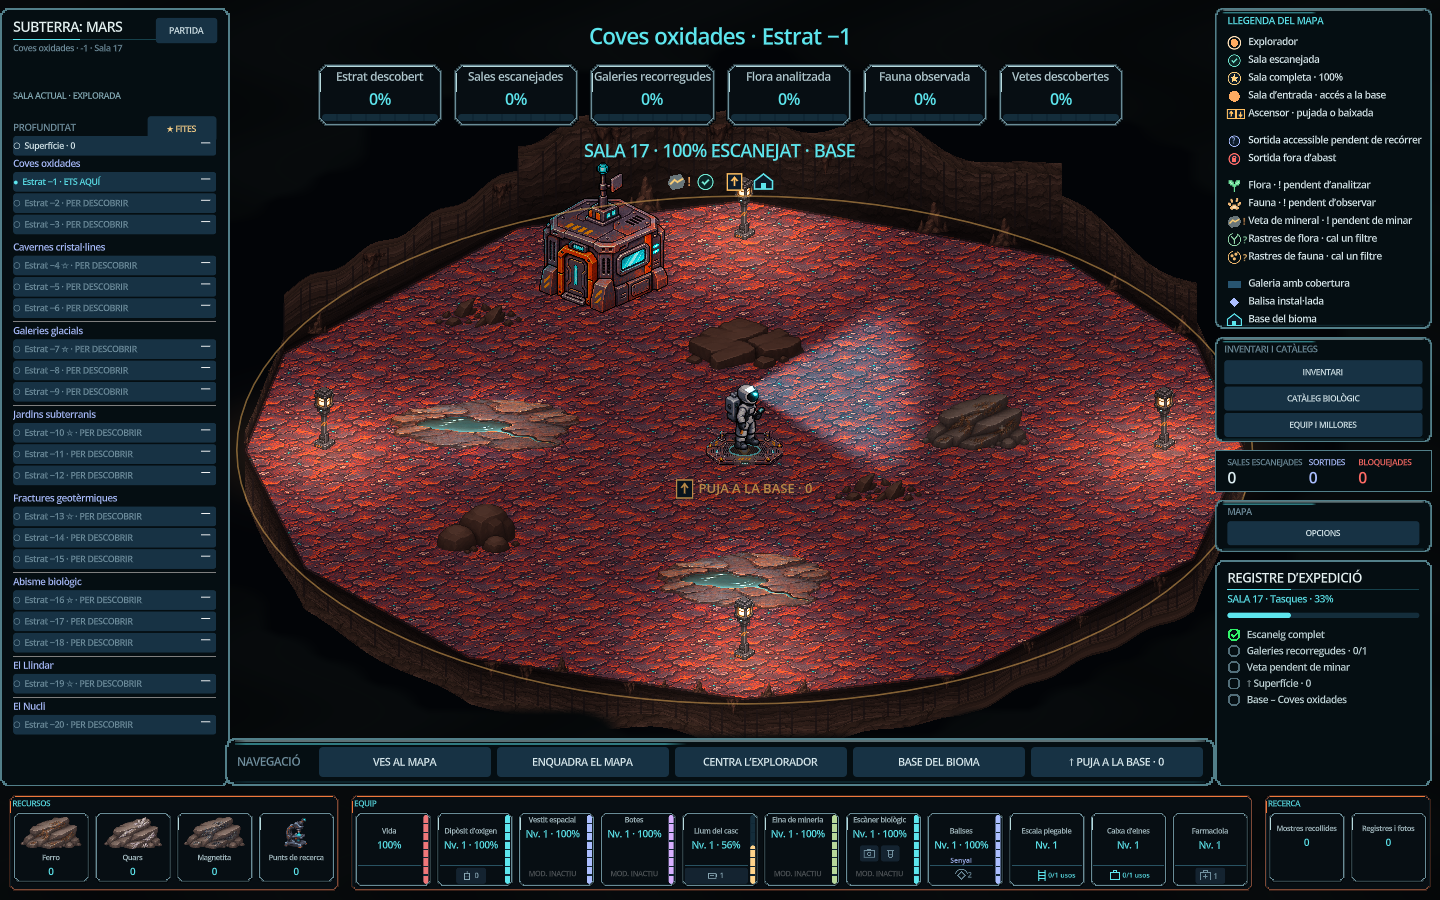 SUBTERRA: MARS
PARTIDA
Coves oxidades · -1 · Sala 17
SALA ACTUAL · EXPLORADA
PROFUNDITAT
★ FITES
Superfície · 0
Coves oxidades
Estrat −1 · ETS AQUÍ
Estrat −2 · PER DESCOBRIR
Estrat −3 · PER DESCOBRIR
Cavernes cristal·lines
Estrat −4 ☆ · PER DESCOBRIR
Estrat −5 · PER DESCOBRIR
Estrat −6 · PER DESCOBRIR
Galeries glacials
Estrat −7 ☆ · PER DESCOBRIR
Estrat −8 · PER DESCOBRIR
Estrat −9 · PER DESCOBRIR
Jardins subterranis
Estrat −10 ☆ · PER DESCOBRIR
Estrat −11 · PER DESCOBRIR
Estrat −12 · PER DESCOBRIR
Fractures geotèrmiques
Estrat −13 ☆ · PER DESCOBRIR
Estrat −14 · PER DESCOBRIR
Estrat −15 · PER DESCOBRIR
Abisme biològic
Estrat −16 ☆ · PER DESCOBRIR
Estrat −17 · PER DESCOBRIR
Estrat −18 · PER DESCOBRIR
El Llindar
Estrat −19 ☆ · PER DESCOBRIR
El Nucli
Estrat −20 · PER DESCOBRIR
Coves oxidades · Estrat −1
Estrat descobert
0%
Sales escanejades
0%
Galeries recorregudes
0%
Flora analitzada
0%
Fauna observada
0%
Vetes descobertes
0%
SALA 17 · 100% ESCANEJAT · BASE
PUJA A LA BASE · 0
NAVEGACIÓ
VES AL MAPA
ENQUADRA EL MAPA
CENTRA L'EXPLORADOR
BASE DEL BIOMA
↑ PUJA A LA BASE · 0
LLEGENDA DEL MAPA
Explorador
Sala escanejada
Sala completa · 100%
Sala d'entrada · accés a la base
Ascensor · pujada o baixada
Sortida accessible pendent de recórrer
Sortida fora d'abast
Flora · ! pendent d'analitzar
Fauna · ! pendent d'observar
Veta de mineral · ! pendent de minar
Rastres de flora · cal un filtre
Rastres de fauna · cal un filtre
Galeria amb cobertura
Balisa instal·lada
Base del bioma
INVENTARI I CATÀLEGS
INVENTARI
CATÀLEG BIOLÒGIC
EQUIP I MILLORES
SALES ESCANEJADES SORTIDES BLOQUEJADES
0 0 0
MAPA
OPCIONS
REGISTRE D'EXPEDICIÓ
SALA 17 · Tasques · 33%
Escaneig complet
Galeries recorregudes · 0/1
Veta pendent de minar
↑ Superfície · 0
Base – Coves oxidades
RECURSOS
Ferro
0
Quars
0
Magnetita
0
Punts de recerca
0
EQUIP
Vida
100%
Dipòsit d'oxigen
Nv. 1 · 100%
0
Vestit espacial
Nv. 1 · 100%
MOD. INACTIU
Botes
Nv. 1 · 100%
MOD. INACTIU
Llum del casc
Nv. 1 · 56%
1
Eina de mineria
Nv. 1 · 100%
MOD. INACTIU
Escàner biològic
Nv. 1 · 100%
MOD. INACTIU
Balises
Nv. 1 · 100%
Senyal
2
Escala plegable
Nv. 1
0/1 usos
Caixa d'eines
Nv. 1
0/1 usos
Farmaciola
Nv. 1
1
RECERCA
Mostres recollides
0
Registres i fotos
0